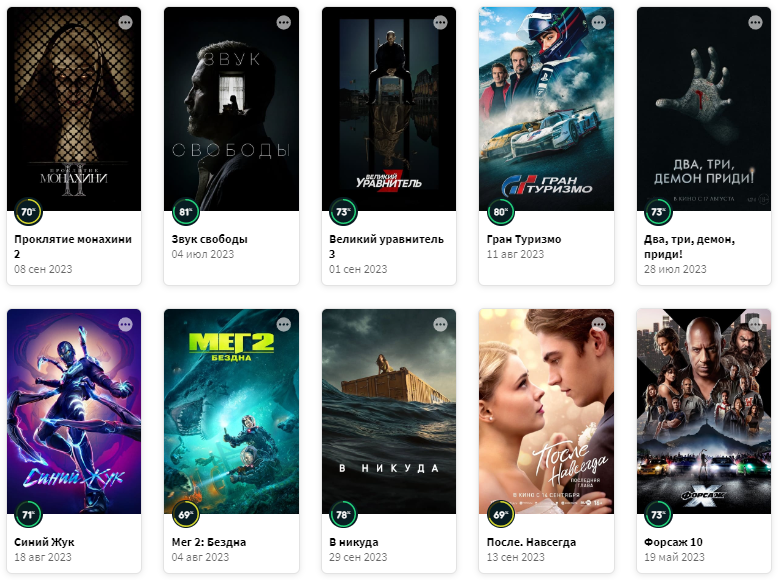 ПРОКЛЯТИЕ
МОНАХИНИ
II
70%
Проклятие монахини
2
08 сен 2023
ЗВУК
СВОБОДЫ
81%
Звук свободы
04 июл 2023
ВЕЛИКИЙ
УРАВНИТЕЛЬ
73%
Великий уравнитель
3
01 сен 2023
ГРАН
ТУРИЗМО
80%
Гран Туризмо
11 авг 2023
ДВА, ТРИ,
ДЕМОН ПРИДИ!
В КИНО С 17 АВГУСТА
73%
Два, три, демон,
приди!
28 июл 2023
Синий Жук
71%
Синий Жук
18 авг 2023
МЕГ2
БЕЗДНА
69%
Мег 2: Бездна
04 авг 2023
В НИКУДА
78%
В никуда
29 сен 2023
После
Навсегда
ПОСЛЕДНЯЯ
ГЛАВА
В КИНО С 14 СЕНТЯБРЯ
69%
После. Навсегда
13 сен 2023
ФОРСАЖ
X
73%
Форсаж 10
19 май 2023